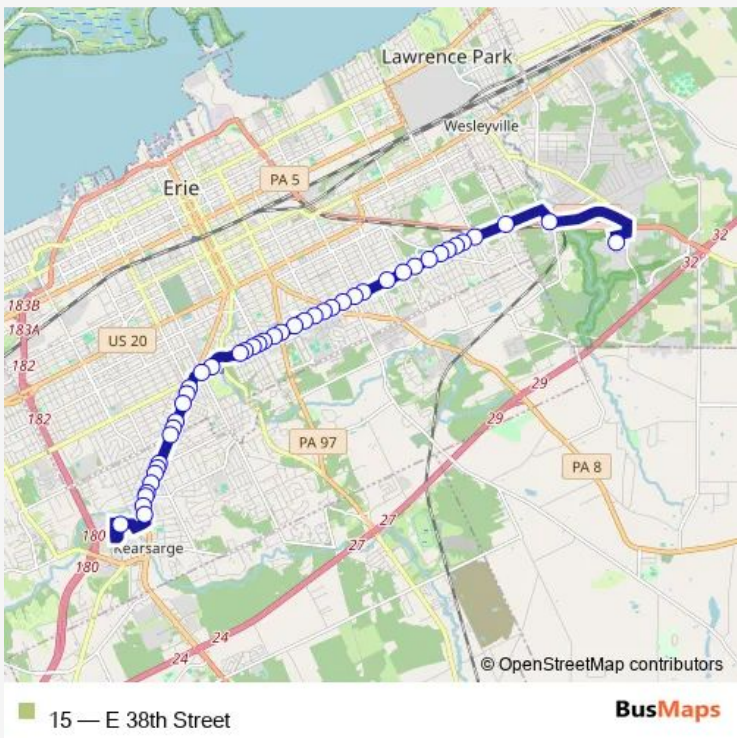 Lawrence Park
Wesleyville
PA 5
Erie
32
32
183B
183A
US 20
182
29
182
29
PA 97
PA 8
180
Kearsarge
27
180
27
24
24
© OpenStreetMap contributors
15 — E 38th Street
BusMaps